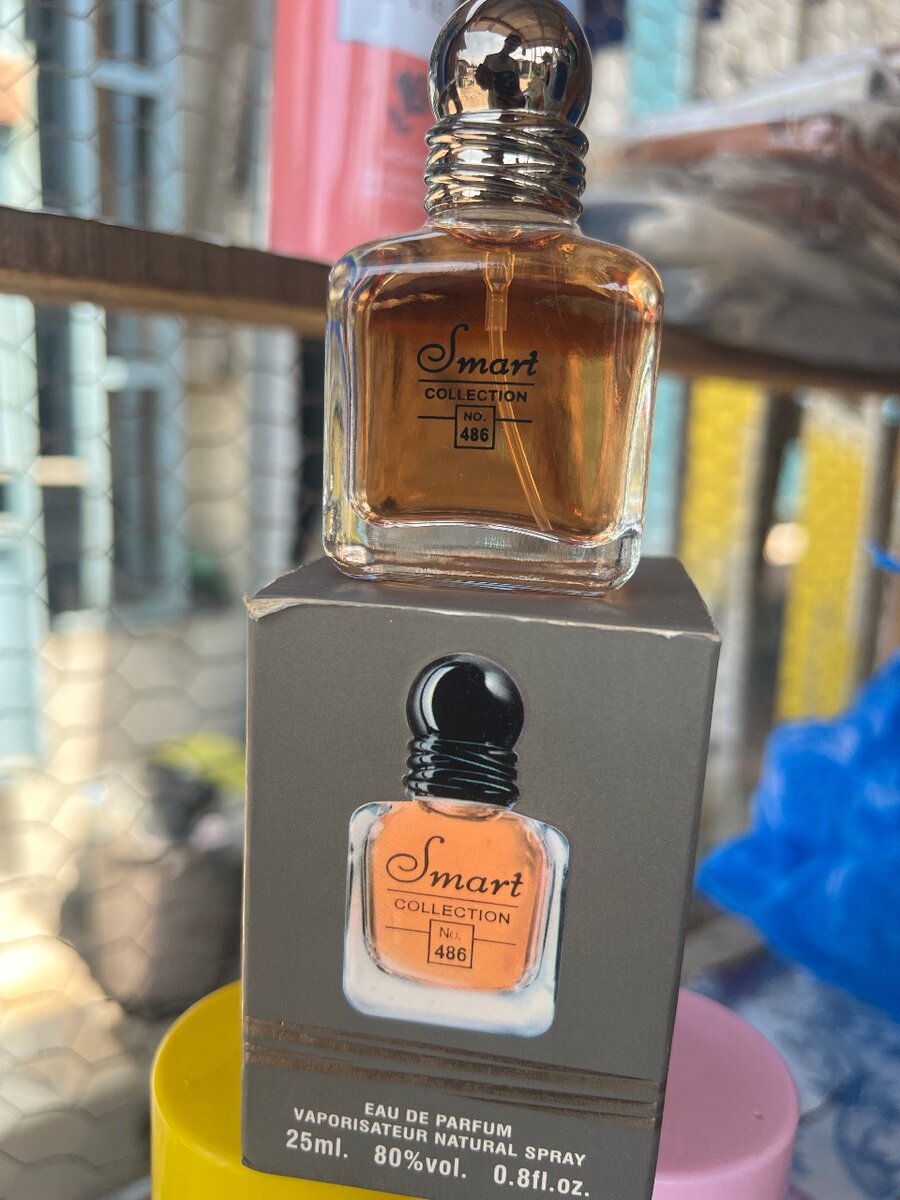 Smart
COLLECTION
NO.
486
Smart
COLLECTION
No.
486
EAU DE PARFUM
VAPORISATEUR NATURAL SPRAY
25ml. 80%vol. 0.8fl.oz.